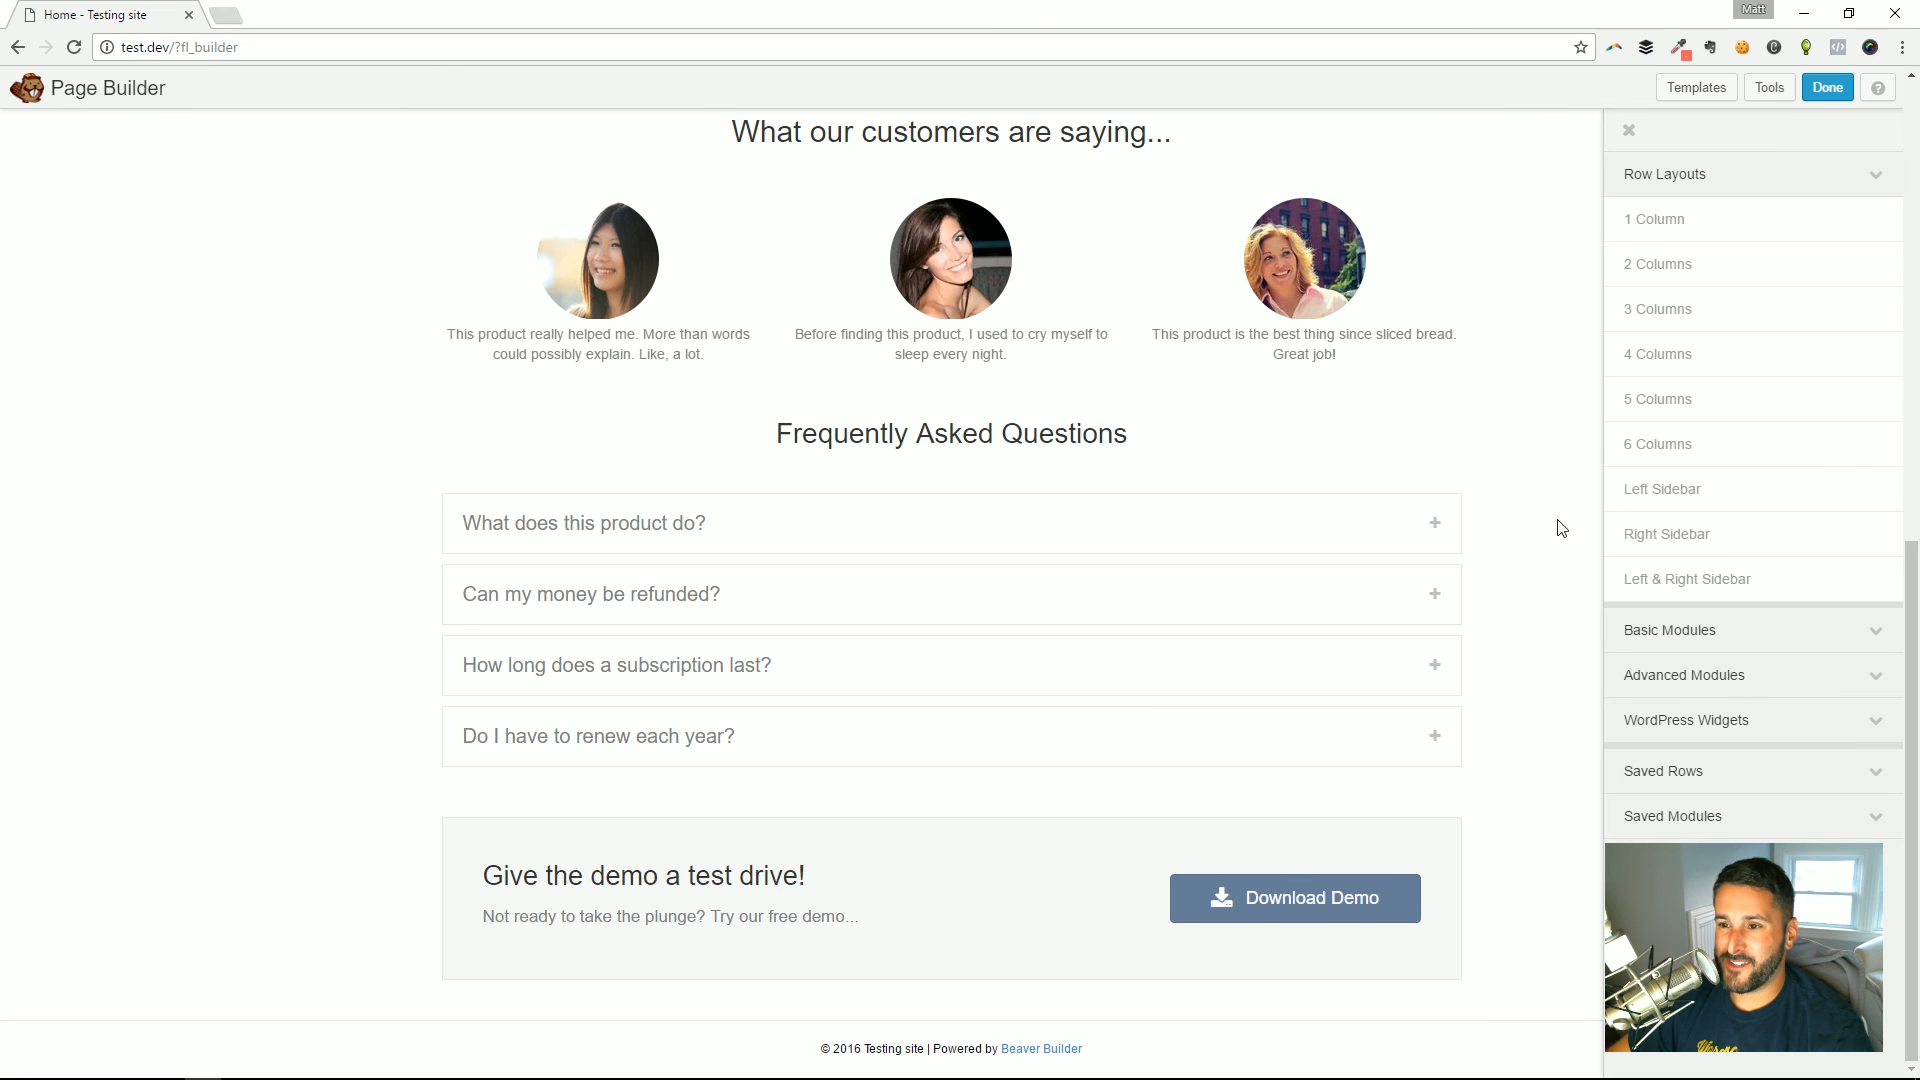 Home - Testing site
Matt
test.dev/?fl_builder
Page Builder
Templates
Tools
Done
What our customers are saying...
This product really helped me. More than words
could possibly explain. Like, a lot.
Before finding this product, I used to cry myself to
sleep every night.
This product is the best thing since sliced bread.
Great job!
Frequently Asked Questions
What does this product do?
Can my money be refunded?
How long does a subscription last?
Do I have to renew each year?
Give the demo a test drive!
Not ready to take the plunge? Try our free demo...
Download Demo
© 2016 Testing site | Powered by Beaver Builder
Row Layouts
1 Column
2 Columns
3 Columns
4 Columns
5 Columns
6 Columns
Left Sidebar
Right Sidebar
Left & Right Sidebar
Basic Modules
Advanced Modules
WordPress Widgets
Saved Rows
Saved Modules